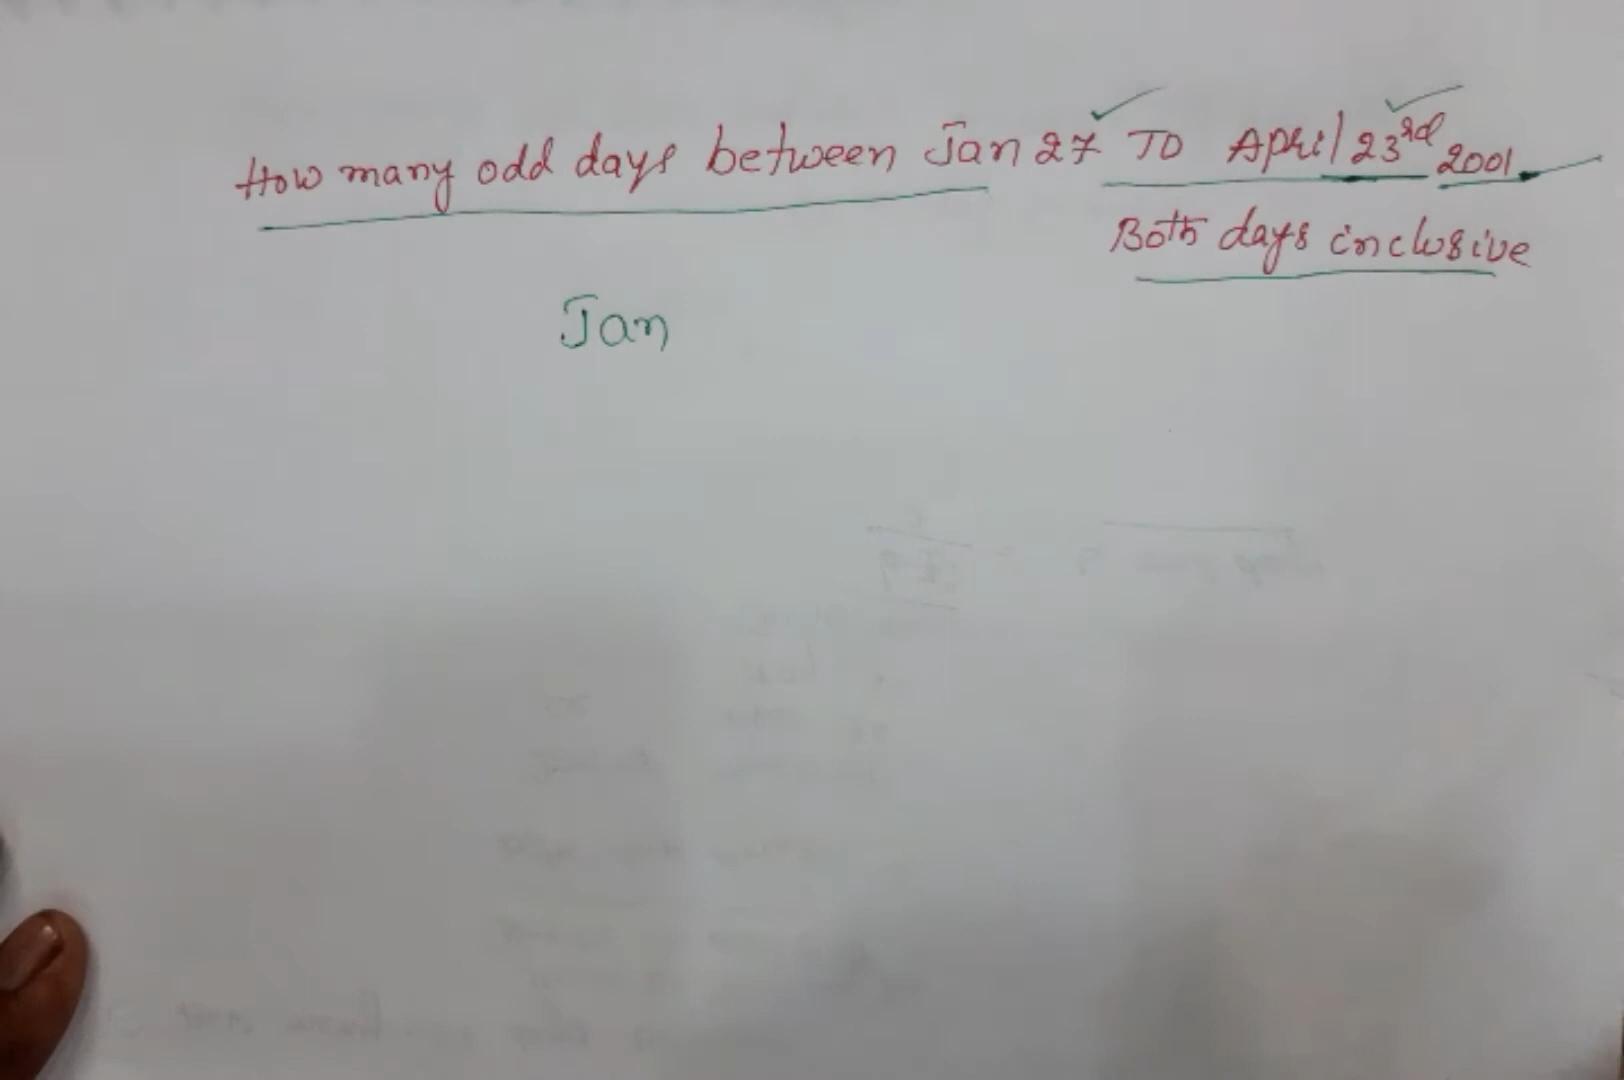 How many odd days between Jan 27 TO April 23rd 2001
Both days inclusive
Jan